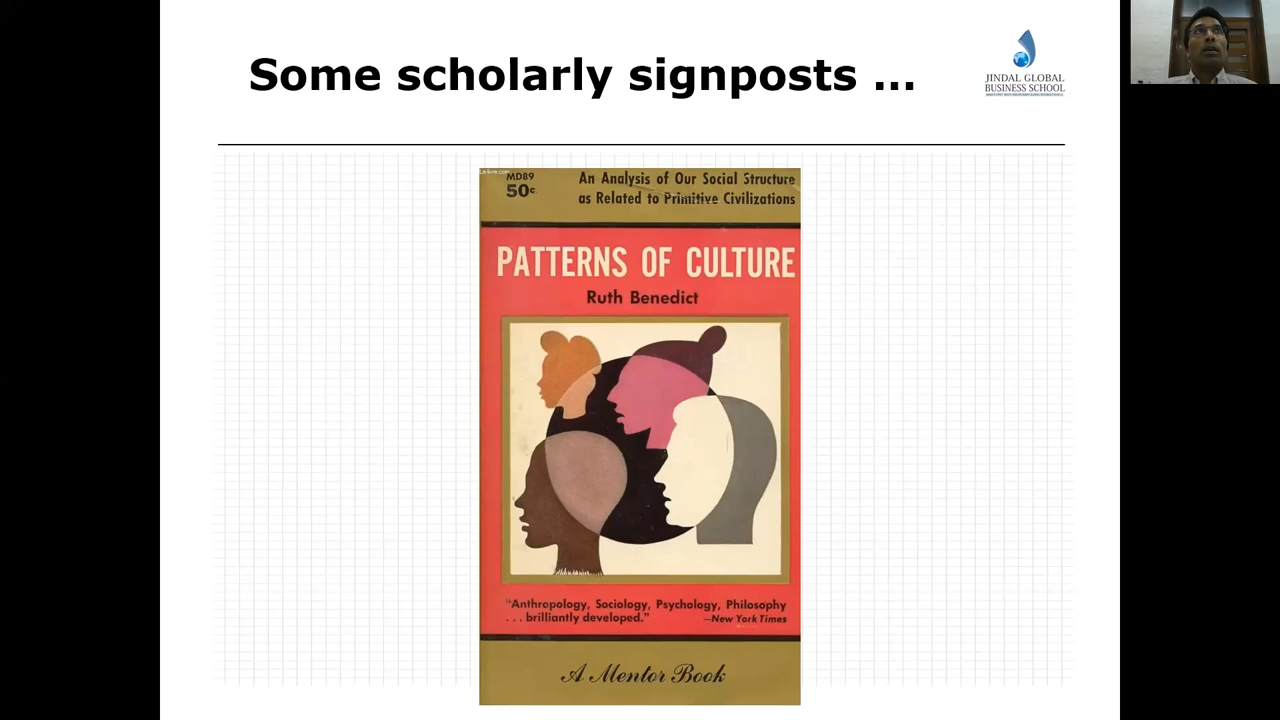 Some scholarly signposts ...
JINDAL GLOBAL
BUSINESS SCHOOL
MD89
50c
An Analysis of Our Social Structure
as Related to Primitive Civilizations
PATTERNS OF CULTURE
Ruth Benedict
"Anthropology, Sociology, Psychology, Philosophy
. . . brilliantly developed."
—New York Times
A Mentor Book